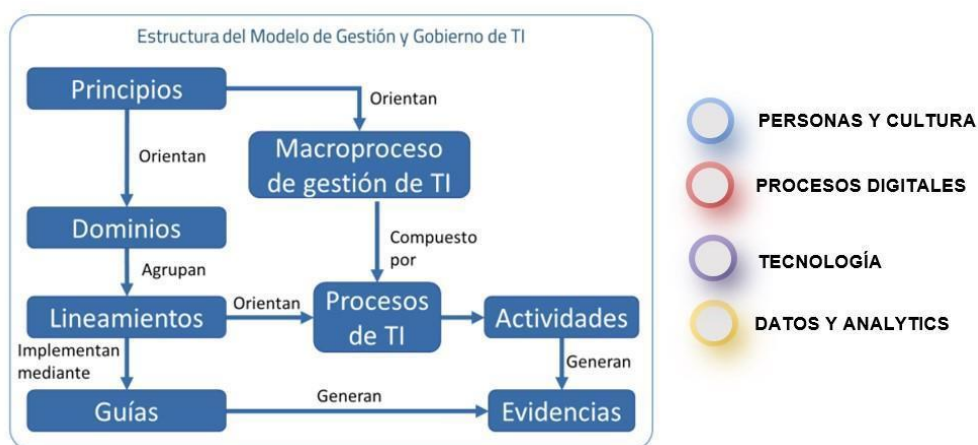 Estructura del Modelo de Gestión y Gobierno de TI
Principios
Orientan
Orientan
Macroproceso
de gestión de TI
Dominios
Compuesto
por
Agrupan
Lineamientos
Orientan
Procesos
de TI
Actividades
Implementan
mediante
Generan
Guías
Generan
Evidencias
PERSONAS Y CULTURA
PROCESOS DIGITALES
TECNOLOGÍA
DATOS Y ANALYTICS